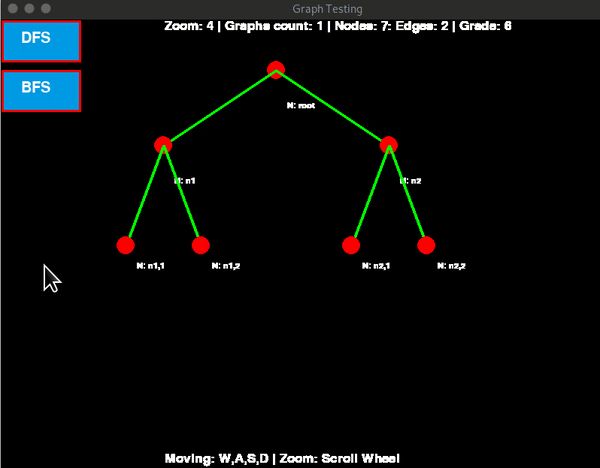 Graph Testing
Zoom: 4 | Graphs count: 1 | Nodes: 7: Edges: 2 | Grade: 6
DFS
BFS
N: root
N: n1
N: n2
N: n1,1
N: n1,2
N: n2,1
N: n2,2
Moving: W,A,S,D | Zoom: Scroll Wheel